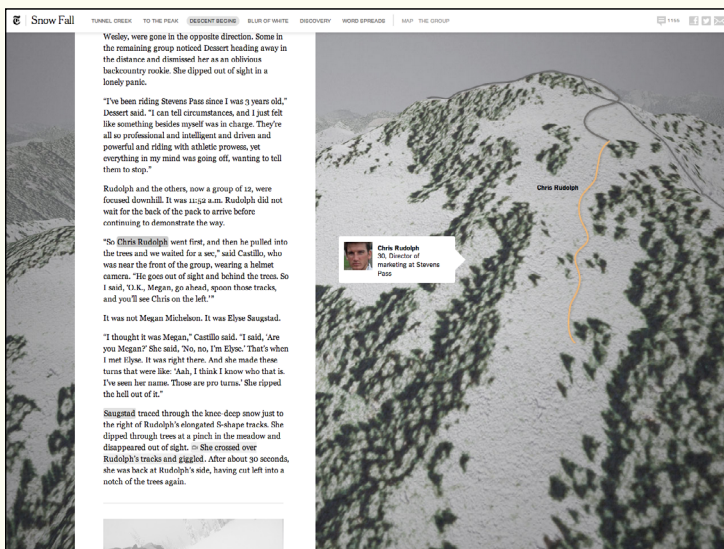 Snow Fall
TUNNEL CREEK TO THE PEAK DESCENT BEGINS BLUR OF WHITE DISCOVERY WORD SPREADS MAP THE GROUP
Wesley, were gone in the opposite direction. Some in
the remaining group noticed Dessert heading away in
the distance and dismissed her as an oblivious
backcountry rookie. She dipped out of sight in a
lonely panic.
“I’ve been riding Stevens Pass since I was 3 years old,”
Dessert said. “I can tell circumstances, and I just felt
like something besides myself was in charge. They’re
all so professional and intelligent and driven and
powerful and riding with athletic prowess, yet
everything in my mind was going off, wanting to tell
them to stop.”
Rudolph and the others, now a group of 12, were
focused downhill. It was 11:52 a.m. Rudolph did not
wait for the back of the pack to arrive before
continuing to demonstrate the way.
“So Chris Rudolph went first, and then he pulled into
the trees and we waited for a sec,” said Castillo, who
was near the front of the group, wearing a helmet
camera. “He goes out of sight and behind the trees. So
I said, ‘O.K., Megan, go ahead, spoon those tracks,
and you’ll see Chris on the left.’”
It was not Megan Michelson. It was Elyse Saugstad.
“I thought it was Megan,” Castillo said. “I said, ‘Are
you Megan?’ She said, ‘No, no, I’m Elyse.’ That’s when
I met Elyse. It was right there. And she made these
turns that were like: ‘Aah, I think I know who that is.
I’ve seen her name. Those are pro turns.’ She ripped
the hell out of it.”
Saugstad traced through the knee-deep snow just to
the right of Rudolph’s elongated S-shape tracks. She
dipped through trees at a pinch in the meadow and
disappeared out of sight. She crossed over
Rudolph’s tracks and giggled. After about 30 seconds,
she was back at Rudolph’s side, having cut left into a
notch of the trees again.
Chris Rudolph
Chris Rudolph
30, Director of
marketing at Stevens
Pass